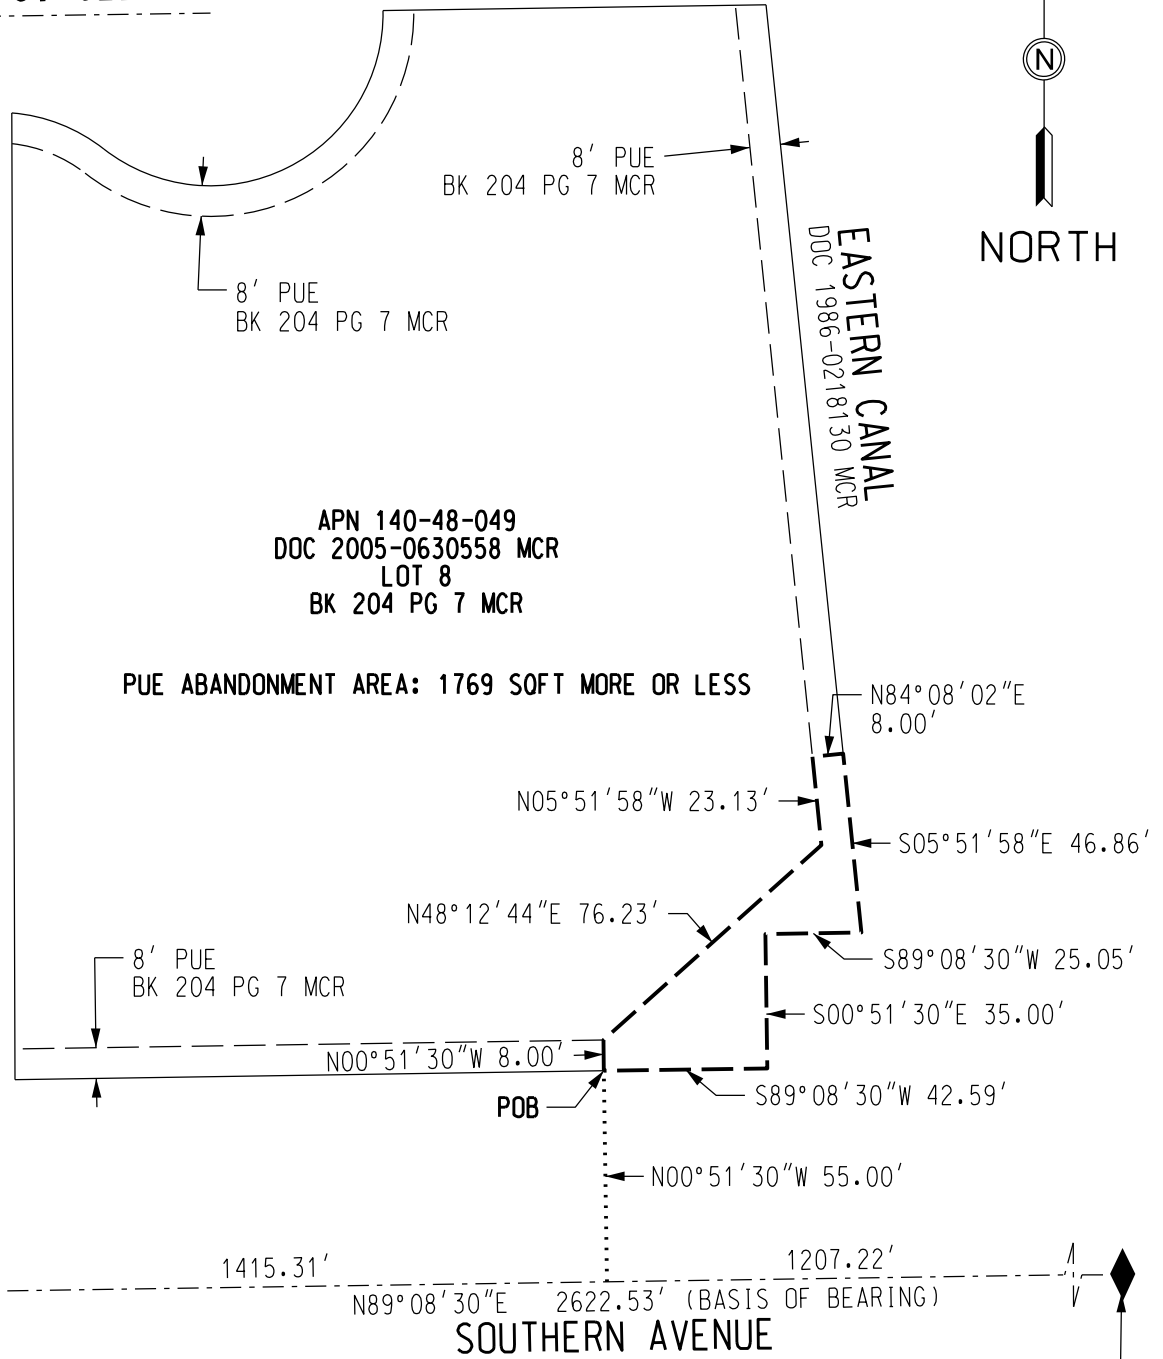 N
NORTH
8' PUE
BK 204 PG 7 MCR
8' PUE
BK 204 PG 7 MCR
EASTERN CANAL
DOC 1986-0218130 MCR
APN 140-48-049
DOC 2005-0630558 MCR
LOT 8
BK 204 PG 7 MCR
PUE ABANDONMENT AREA: 1769 SQFT MORE OR LESS
N84°08'02"E
8.00'
N05°51'58"W 23.13'
S05°51'58"E 46.86'
N48°12'44"E 76.23'
8' PUE
BK 204 PG 7 MCR
S89°08'30"W 25.05'
S00°51'30"E 35.00'
N00°51'30"W 8.00'
S89°08'30"W 42.59'
POB
N00°51'30"W 55.00'
1415.31'
1207.22'
N89°08'30"E 2622.53' (BASIS OF BEARING)
SOUTHERN AVENUE